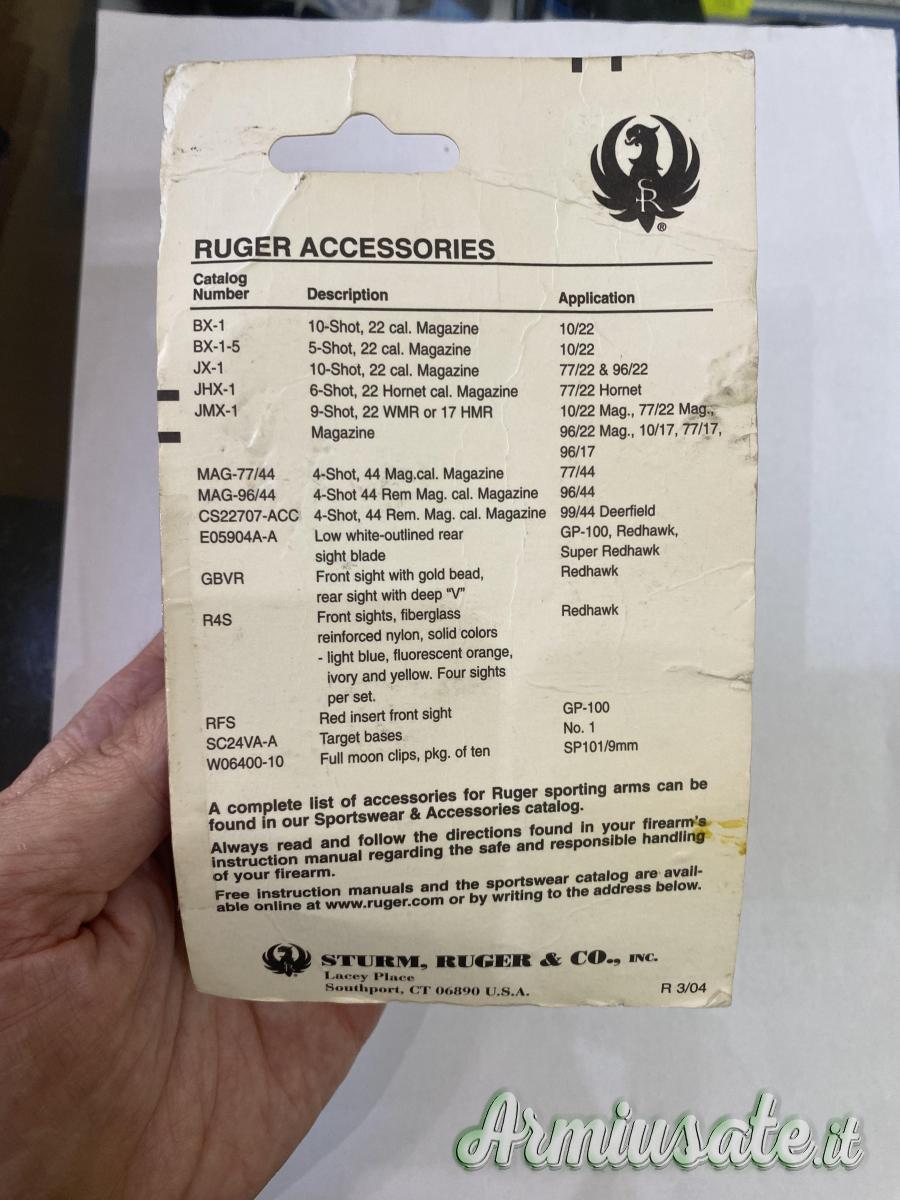 SR
®
RUGER ACCESSORIES
Catalog
Number Description Application
BX-1 10-Shot, 22 cal. Magazine 10/22
BX-1-5 5-Shot, 22 cal. Magazine 10/22
JX-1 10-Shot, 22 cal. Magazine 77/22 & 96/22
JHX-1 6-Shot, 22 Hornet cal. Magazine 77/22 Hornet
JMX-1 9-Shot, 22 WMR or 17 HMR 10/22 Mag., 77/22 Mag.,
Magazine 96/22 Mag., 10/17, 77/17,
96/17
MAG-77/44 4-Shot, 44 Mag.cal. Magazine 77/44
MAG-96/44 4-Shot 44 Rem Mag. cal. Magazine 96/44
CS22707-ACC 4-Shot, 44 Rem. Mag. cal. Magazine 99/44 Deerfield
E05904A-A Low white-outlined rear GP-100, Redhawk,
sight blade Super Redhawk
GBVR Front sight with gold bead, Redhawk
rear sight with deep "V"
R4S Front sights, fiberglass Redhawk
reinforced nylon, solid colors
- light blue, fluorescent orange,
ivory and yellow. Four sights
per set.
RFS Red insert front sight GP-100
SC24VA-A Target bases No. 1
W06400-10 Full moon clips, pkg. of ten SP101/9mm
A complete list of accessories for Ruger sporting arms can be
found in our Sportswear & Accessories catalog.
Always read and follow the directions found in your firearm's
instruction manual regarding the safe and responsible handling
of your firearm.
Free instruction manuals and the sportswear catalog are avail-
able online at www.ruger.com or by writing to the address below.
STURM, RUGER & CO., INC.
Lacey Place
Southport, CT 06890 U.S.A.
R 3/04
Armiusate.it